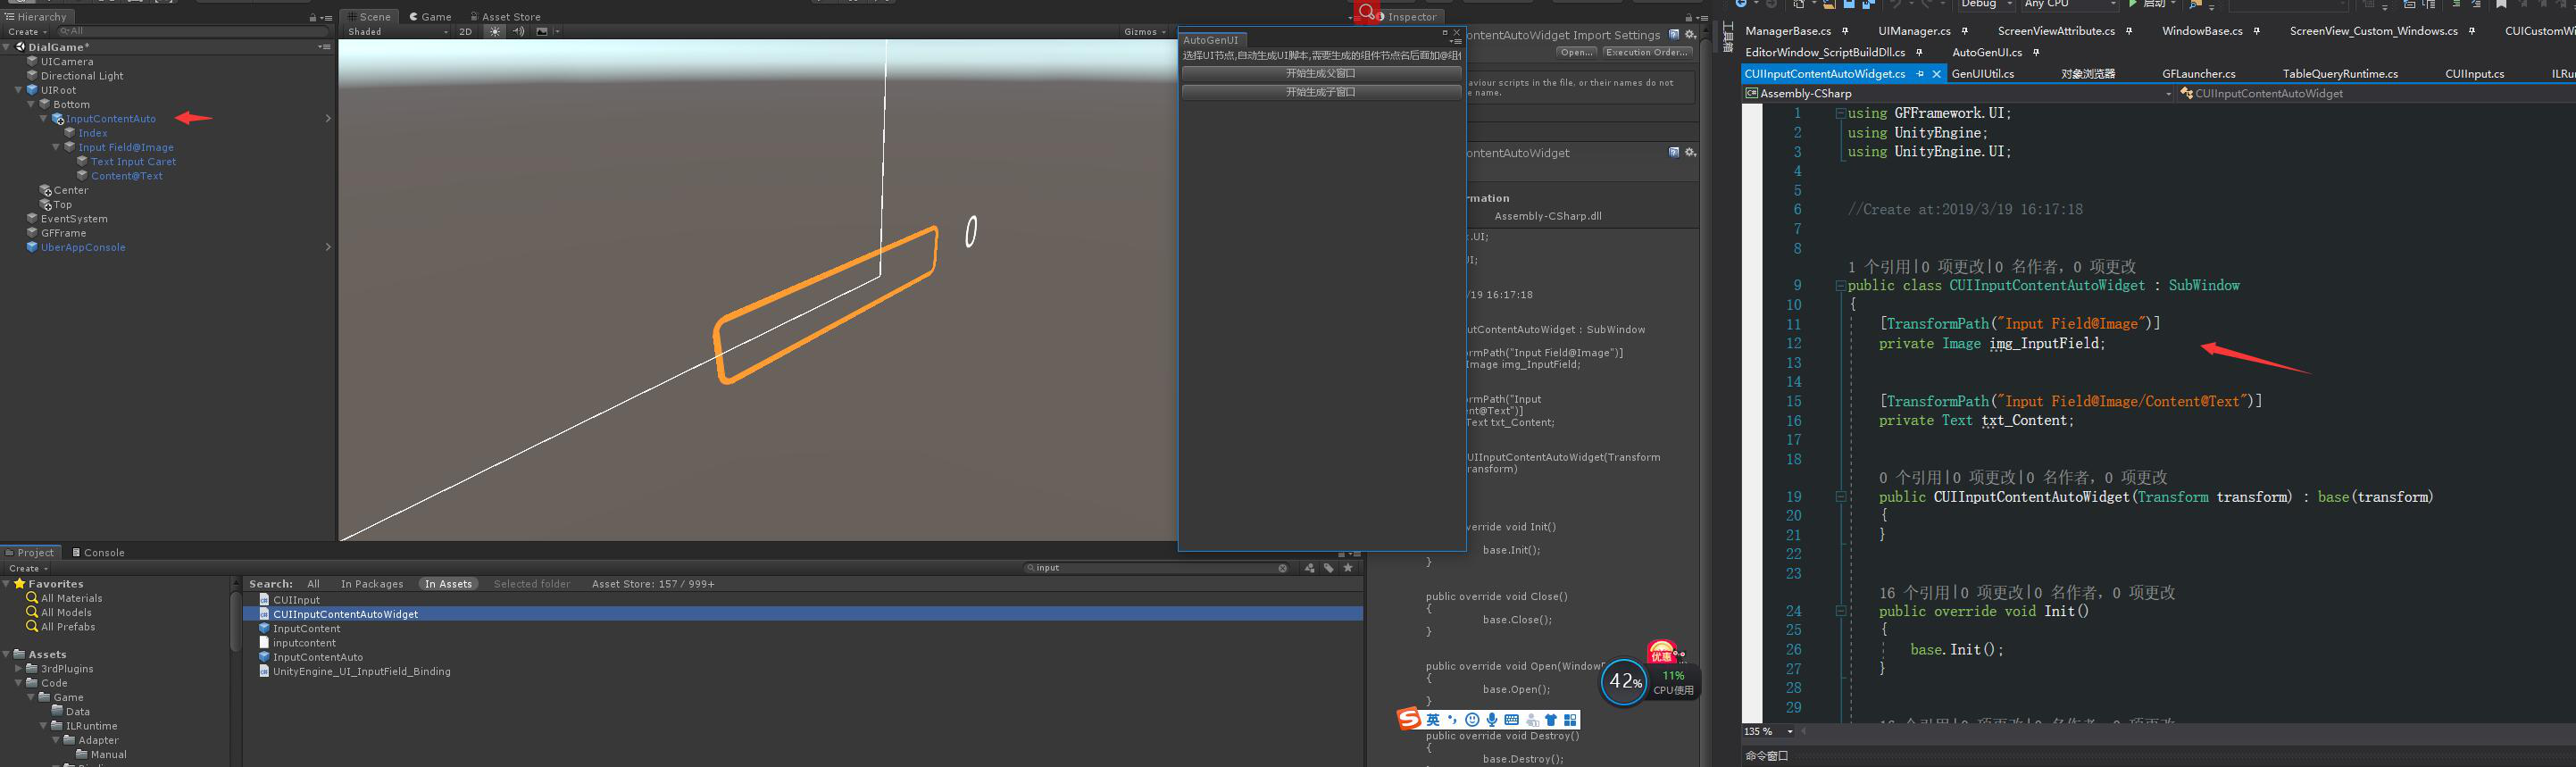 Hierarchy
Create
All
DialGame*
UICamera
Directional Light
UIRoot
Bottom
InputContentAuto
Index
Input Field@Image
Text Input Caret
Content@Text
Center
Top
EventSystem
GFFrame
UberAppConsole
Scene
Game
Asset Store
Shaded
2D
Gizmos
AutoGenUI
选择UI节点,自动生成UI脚本,需要生成的组件节点名后面加@组
开始生成父窗口
开始生成子窗口
Inspector
ontentAutoWidget Import Settings
Open...
Execution Order...
aviour scripts in the file, or their names do not
e name.
ontentAutoWidget
rmation
Assembly-CSharp.dll
.UI;
UI;
/19 16:17:18
utContentAutoWidget : SubWindow
rmPath("Input Field@Image")]
Image img_InputField;
rmPath("Input
ent@Text")]
Text txt_Content;
UIInputContentAutoWidget(Transform
ransform)
verride void Init()
base.Init();
}
public override void Close()
{
base.Close();
}
public override void Open(Window
{
base.Open();
}
public override void Destroy()
{
base.Destroy();
优惠
42%
11%
CPU使用
英
Project
Console
Create
input
Favorites
All Materials
All Models
All Prefabs
Assets
3rdPlugins
Code
Game
Data
ILRuntime
Adapter
Manual
Search:
All
In Packages
In Assets
Selected folder
Asset Store: 157 / 999+
CUIInput
CUIInputContentAutoWidget
InputContent
inputcontent
InputContentAuto
UnityEngine_UI_InputField_Binding
Debug
Any CPU
启动
工具箱
ManagerBase.cs
UIManager.cs
ScreenViewAttribute.cs
WindowBase.cs
ScreenView_Custom_Windows.cs
CUICustomWi
EditorWindow_ScriptBuildDll.cs
AutoGenUI.cs
CUIInputContentAutoWidget.cs
GenUIUtil.cs
对象浏览器
GFLauncher.cs
TableQueryRuntime.cs
CUIInput.cs
ILRun
Assembly-CSharp
CUIInputContentAutoWidget
1 using GFFramework.UI;
2 using UnityEngine;
3 using UnityEngine.UI;
4
5
6 //Create at:2019/3/19 16:17:18
7
8
1 个引用|0 项更改|0 名作者, 0 项更改
9 public class CUIInputContentAutoWidget : SubWindow
10 {
11 [TransformPath("Input Field@Image")]
12 private Image img_InputField;
13
14
15 [TransformPath("Input Field@Image/Content@Text")]
16 private Text txt_Content;
17
18
0 个引用|0 项更改|0 名作者, 0 项更改
19 public CUIInputContentAutoWidget(Transform transform) : base(transform)
20 {
21 }
22
23
16 个引用|0 项更改|0 名作者, 0 项更改
24 public override void Init()
25 {
26 base.Init();
27 }
28
29
135 %
命令窗口